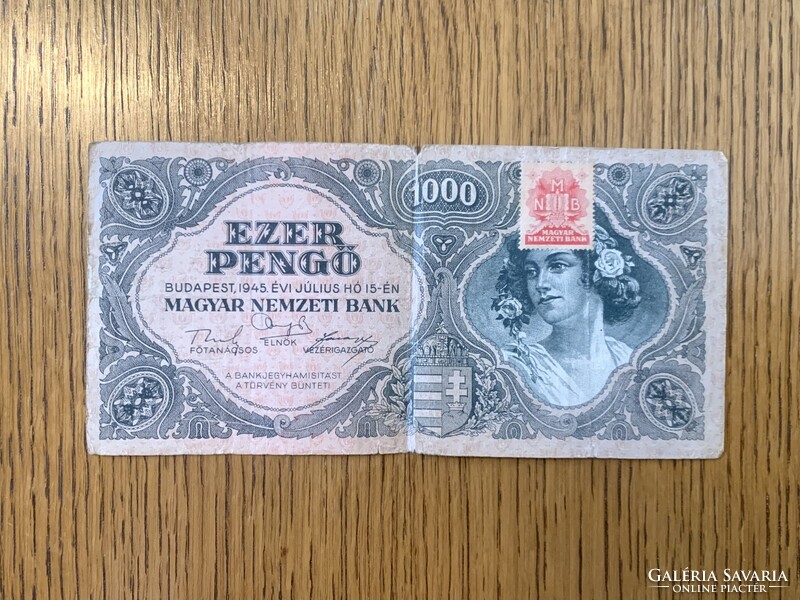 1000
M
N B
MAGYAR
NEMZETI BANK
EZER
PENGŐ
BUDAPEST, 1945. ÉVI JÚLIUS HÓ 15-ÉN
MAGYAR NEMZETI BANK
FŐTANÁCSOS ELNÖK VEZÉRIGAZGATÓ
A BANKJEGYHAMISÍTÁST
A TÖRVÉNY BÜNTETI
GALÉRIA SAVARIA
ONLINE PIACTÉR